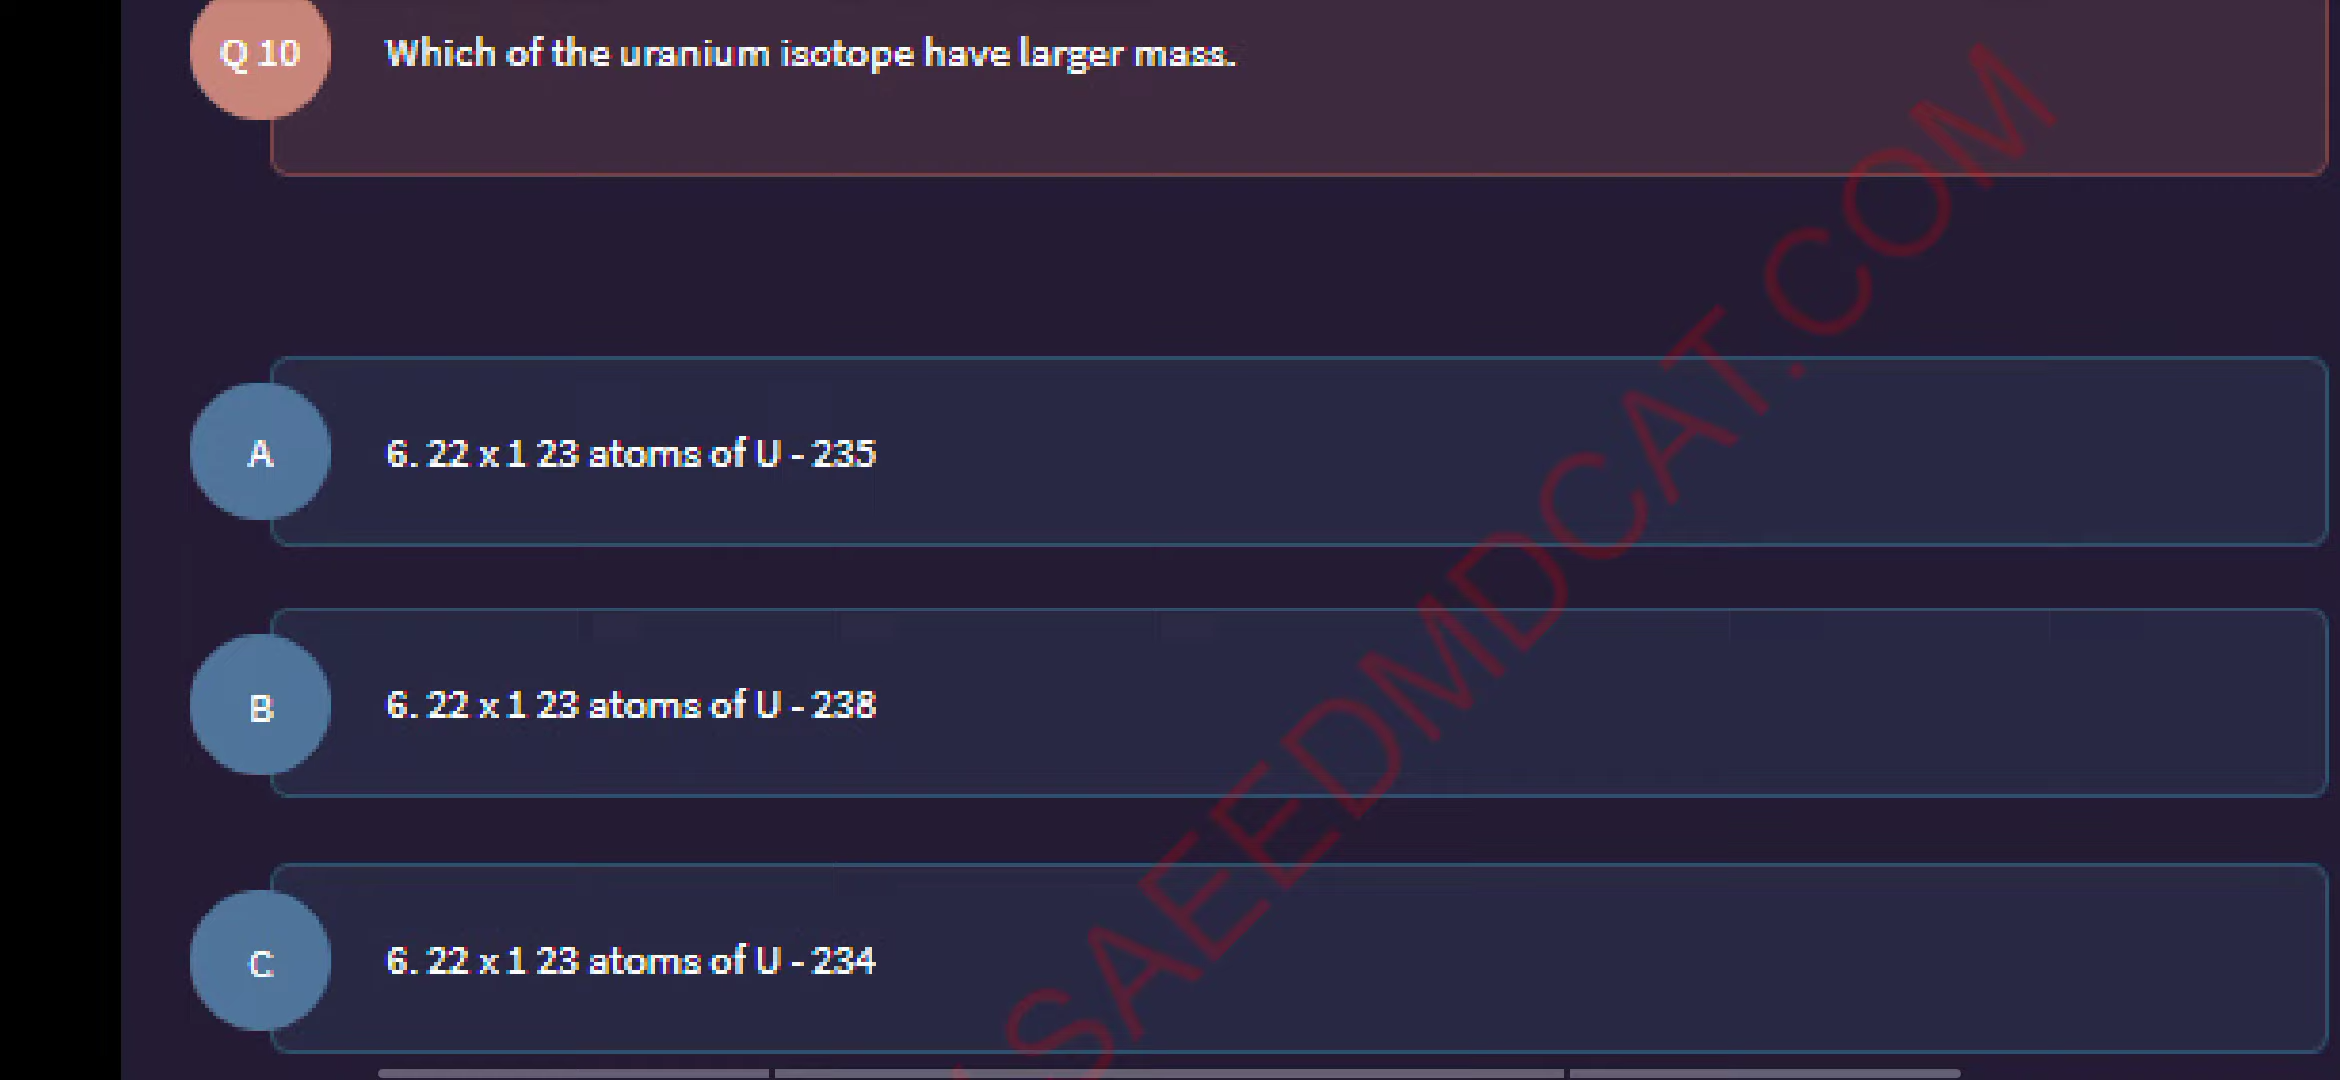 Q 10
Which of the uranium isotope have larger mass.
A
6. 22 x 1 23 atoms of U - 235
B
6. 22 x 1 23 atoms of U - 238
C
6. 22 x 1 23 atoms of U - 234
SAEEDMDCAT.COM